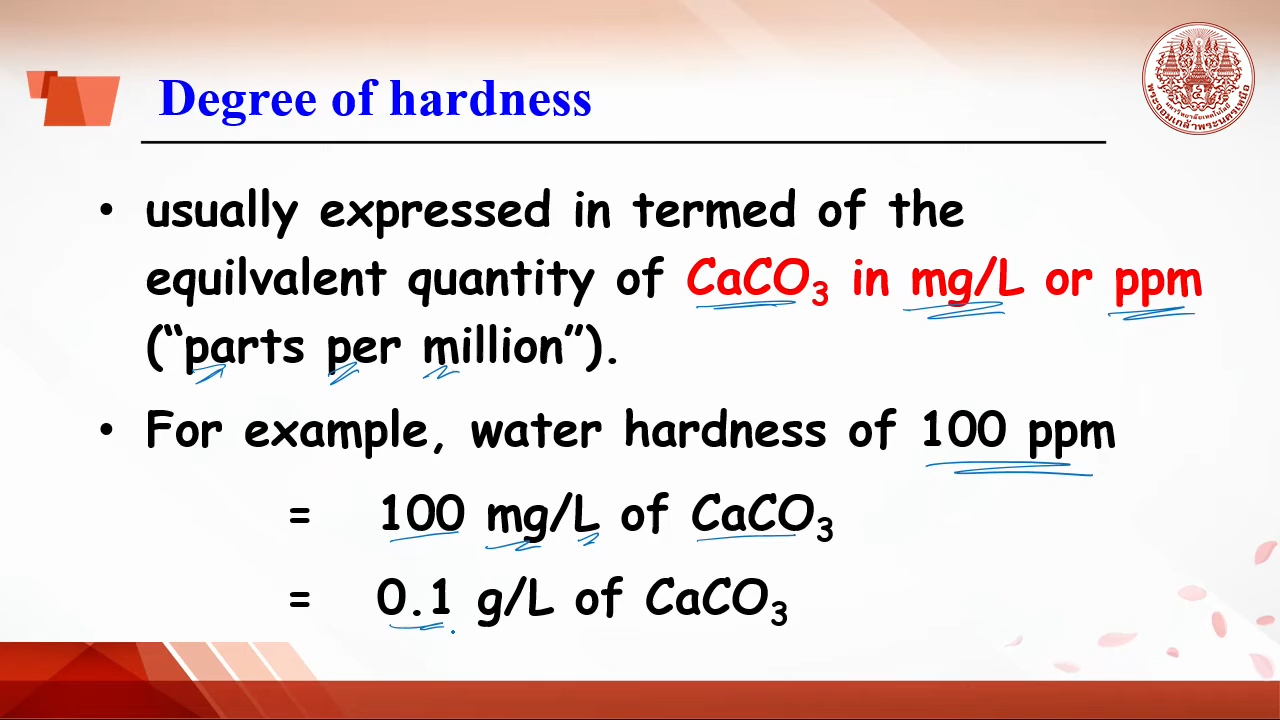 Degree of hardness
• usually expressed in termed of the
equilvalent quantity of CaCO₃ in mg/L or ppm
(“parts per million”).
• For example, water hardness of 100 ppm
= 100 mg/L of CaCO₃
= 0.1 g/L of CaCO₃